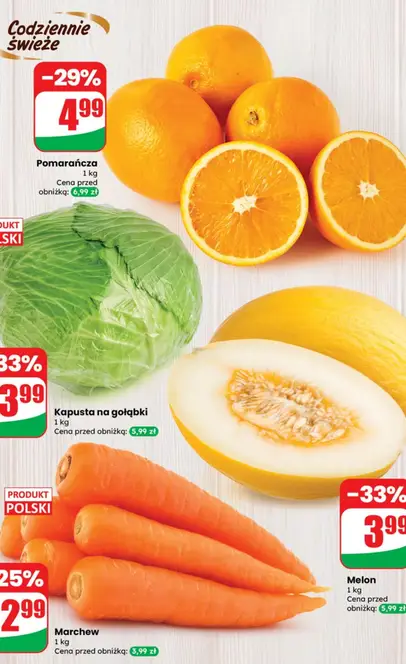 Codziennie
świeże
-29%
4.99
Pomarańcza
1 kg
Cena przed
obniżką: 6,99 zł
DUKT
LSKI
33%
3.99
Kapusta na gołąbki
1 kg
Cena przed obniżką: 5,99 zł
PRODUKT
POLSKI
-33%
3.99
Melon
1 kg
Cena przed
obniżką: 5,99 zł
25%
2.99
Marchew
1 kg
Cena przed obniżką: 3,99 zł